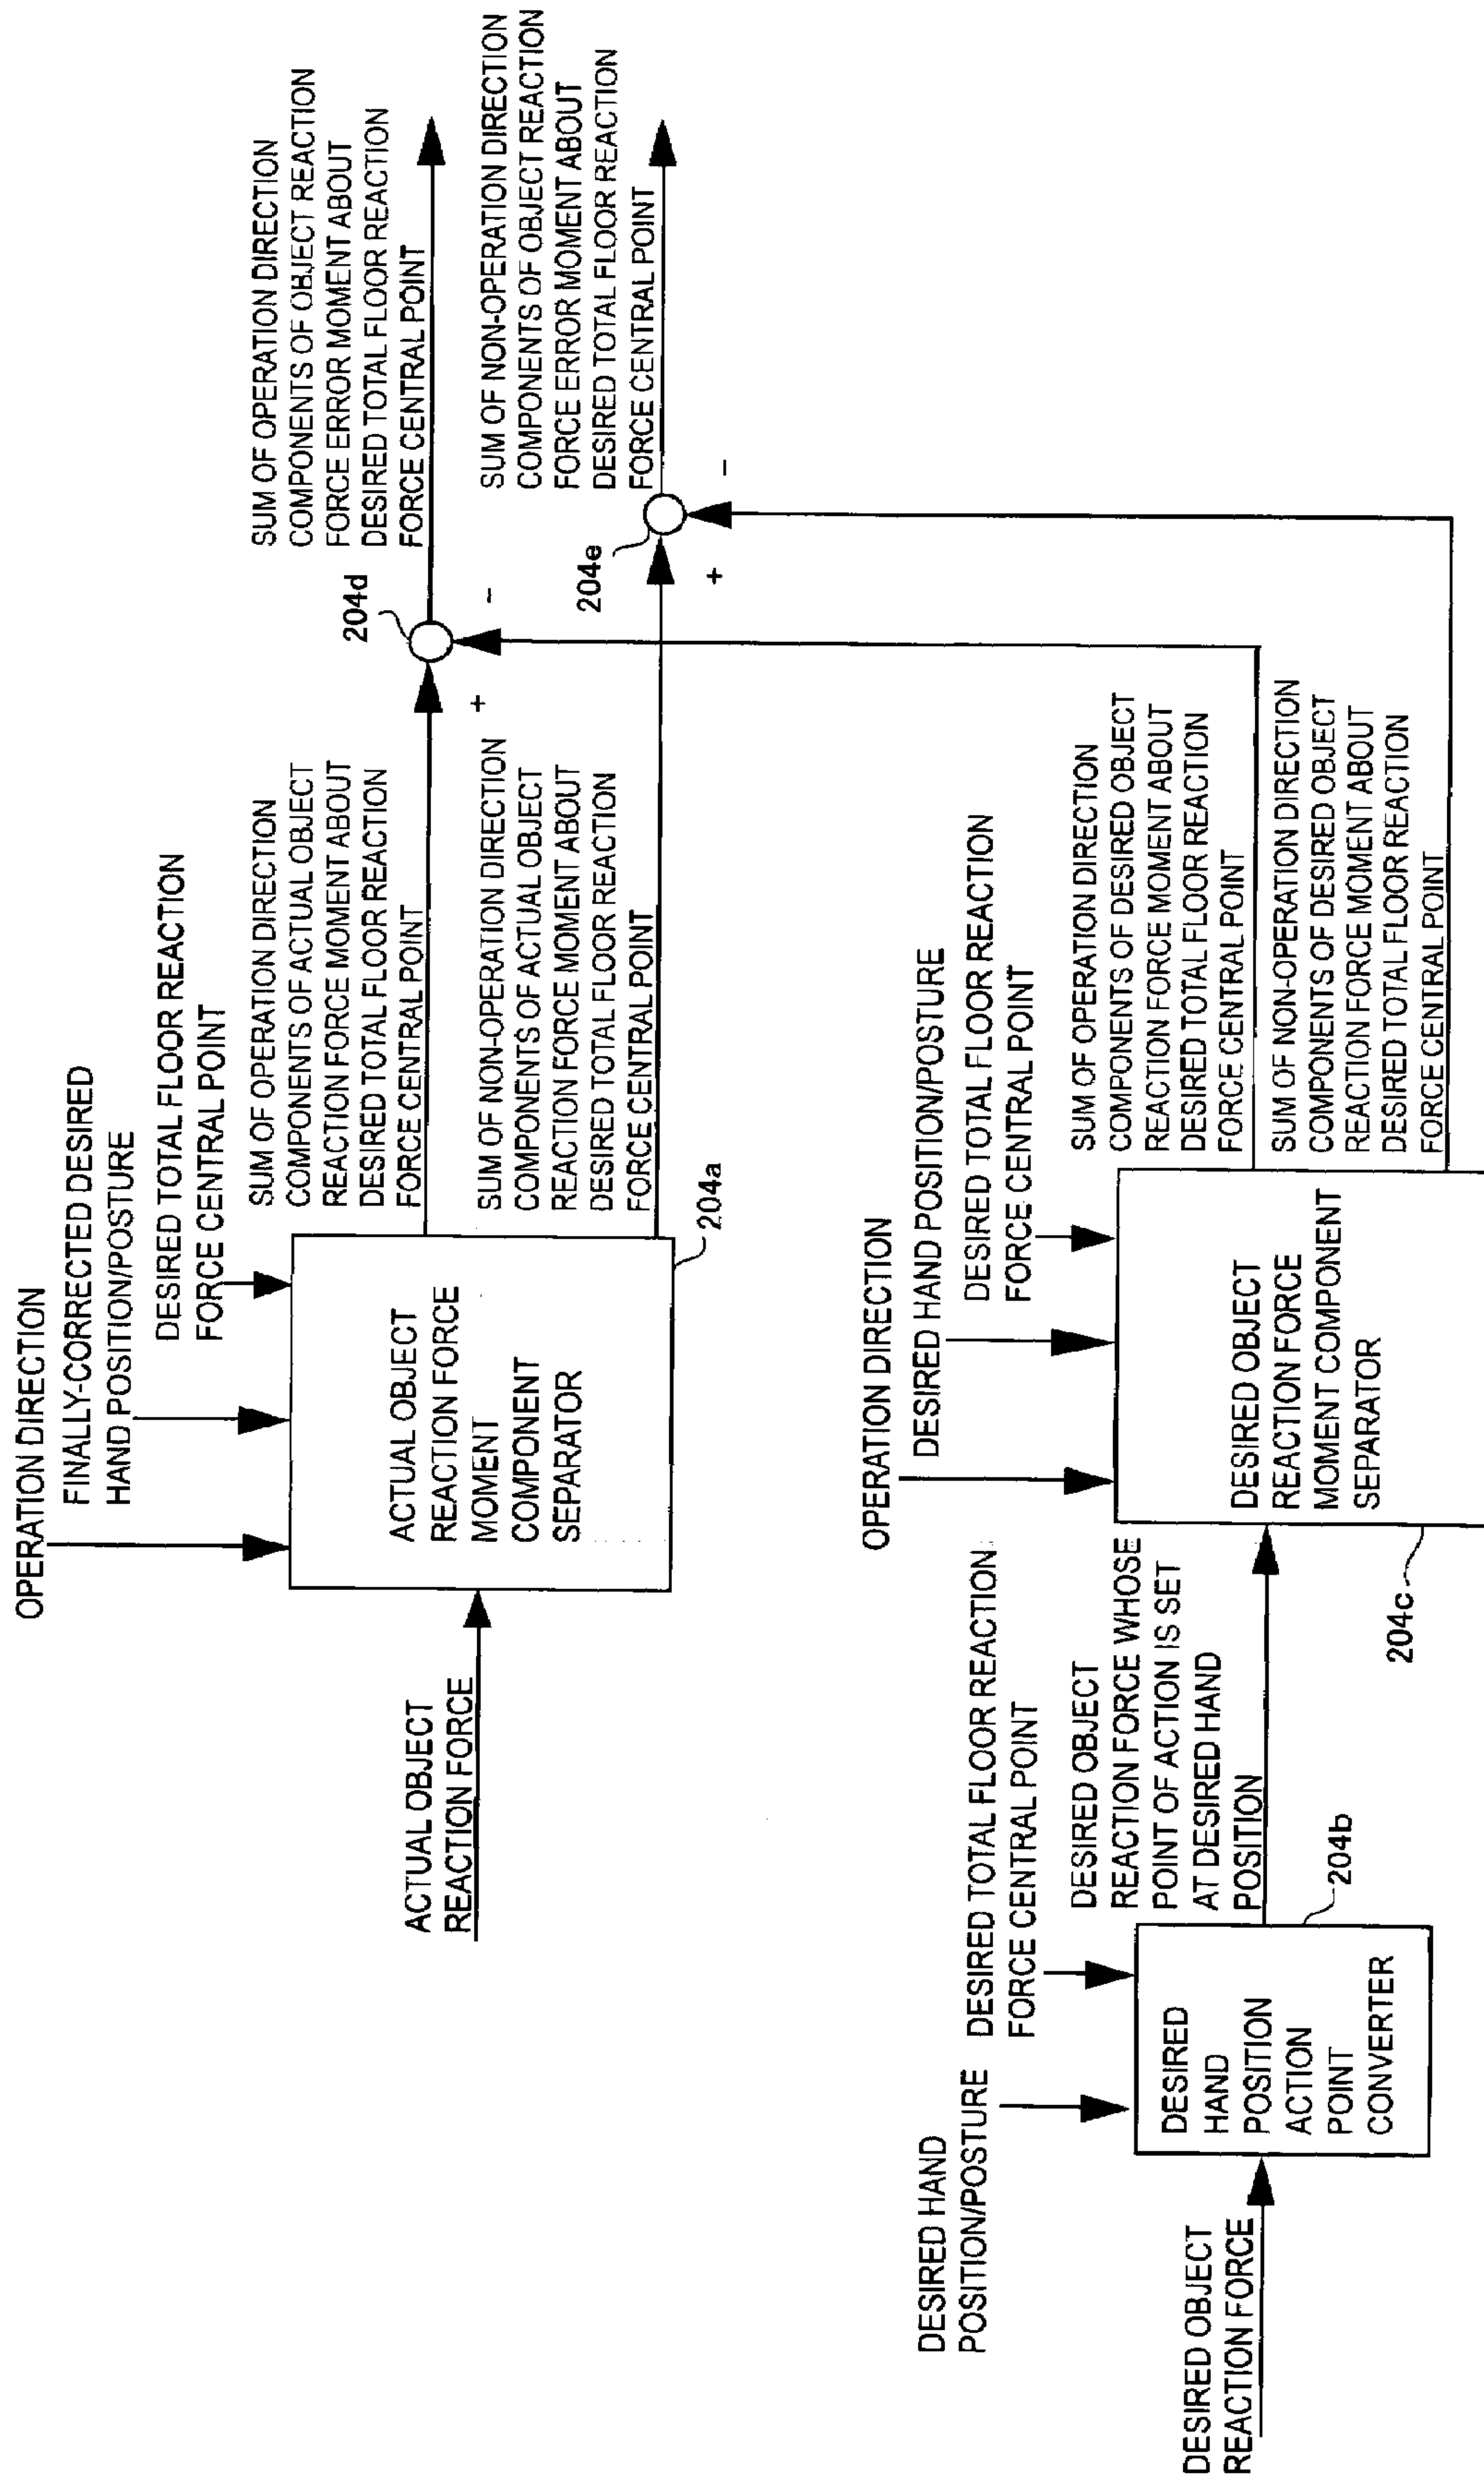 OPERATION DIRECTION
FINALLY-CORRECTED DESIRED
HAND POSITION/POSTURE
DESIRED TOTAL FLOOR REACTION
FORCE CENTRAL POINT
ACTUAL OBJECT
REACTION FORCE
ACTUAL OBJECT
REACTION FORCE
MOMENT
COMPONENT
SEPARATOR
204a
SUM OF OPERATION DIRECTION
COMPONENTS OF ACTUAL OBJECT
REACTION FORCE MOMENT ABOUT
DESIRED TOTAL FLOOR REACTION
FORCE CENTRAL POINT
SUM OF NON-OPERATION DIRECTION
COMPONENTS OF ACTUAL OBJECT
REACTION FORCE MOMENT ABOUT
DESIRED TOTAL FLOOR REACTION
FORCE CENTRAL POINT
204d
+
-
SUM OF OPERATION DIRECTION
COMPONENTS OF OBJECT REACTION
FORCE ERROR MOMENT ABOUT
DESIRED TOTAL FLOOR REACTION
FORCE CENTRAL POINT
204e
+
-
SUM OF NON-OPERATION DIRECTION
COMPONENTS OF OBJECT REACTION
FORCE ERROR MOMENT ABOUT
DESIRED TOTAL FLOOR REACTION
FORCE CENTRAL POINT
DESIRED OBJECT
REACTION FORCE
DESIRED HAND
POSITION/POSTURE
DESIRED TOTAL FLOOR REACTION
FORCE CENTRAL POINT
DESIRED
HAND
POSITION
ACTION
POINT
CONVERTER
204b
DESIRED OBJECT
REACTION FORCE WHOSE
POINT OF ACTION IS SET
AT DESIRED HAND
POSITION
OPERATION DIRECTION
DESIRED HAND POSITION/POSTURE
DESIRED TOTAL FLOOR REACTION
FORCE CENTRAL POINT
DESIRED OBJECT
REACTION FORCE
MOMENT COMPONENT
SEPARATOR
204c
SUM OF OPERATION DIRECTION
COMPONENTS OF DESIRED OBJECT
REACTION FORCE MOMENT ABOUT
DESIRED TOTAL FLOOR REACTION
FORCE CENTRAL POINT
SUM OF NON-OPERATION DIRECTION
COMPONENTS OF DESIRED OBJECT
REACTION FORCE MOMENT ABOUT
DESIRED TOTAL FLOOR REACTION
FORCE CENTRAL POINT